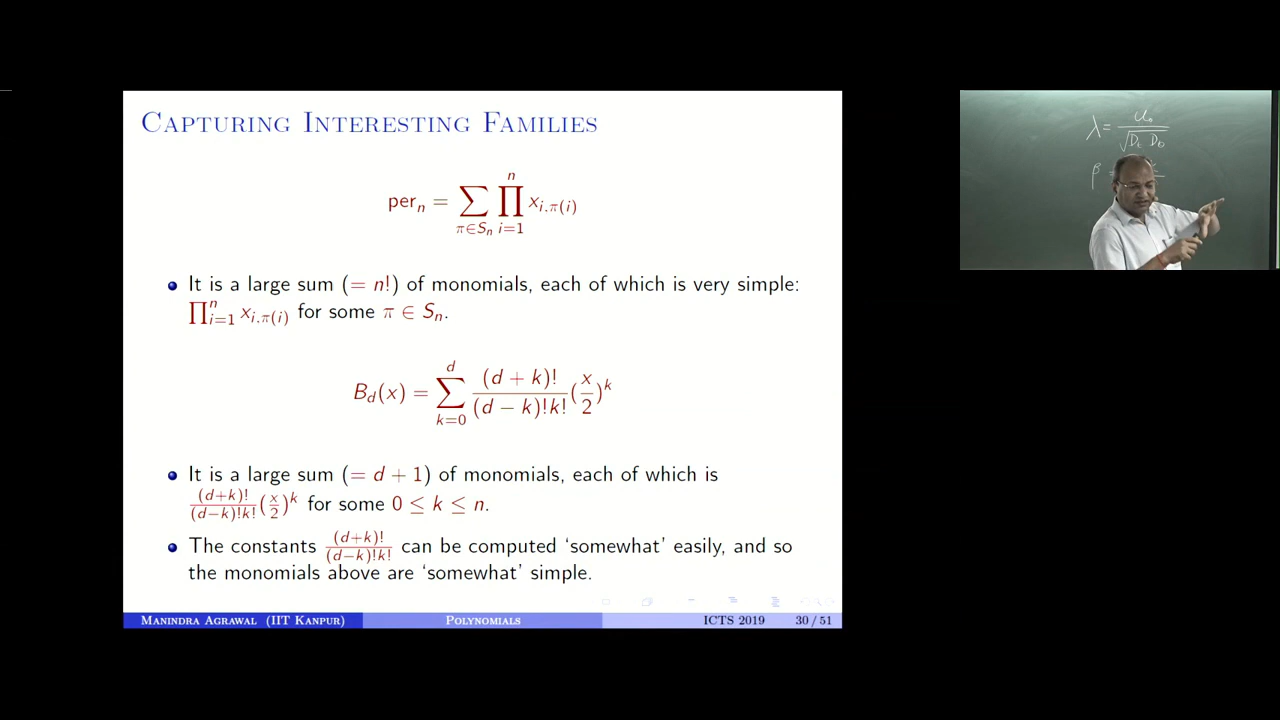 CAPTURING INTERESTING FAMILIES
perₙ = ∑_{π∈Sₙ} ∏_{i=1}^{n} x_{i.π(i)}
• It is a large sum (= n!) of monomials, each of which is very simple:
∏_{i=1}^{n} x_{i.π(i)} for some π ∈ Sₙ.
B_d(x) = ∑_{k=0}^{d} (d + k)!/(d − k)!k! (x/2)^k
• It is a large sum (= d + 1) of monomials, each of which is
(d+k)!/(d−k)!k! (x/2)^k for some 0 ≤ k ≤ n.
• The constants (d+k)!/(d−k)!k! can be computed ‘somewhat’ easily, and so
the monomials above are ‘somewhat’ simple.
MANINDRA AGRAWAL (IIT KANPUR) POLYNOMIALS ICTS 2019 30 / 51
λ =
β =